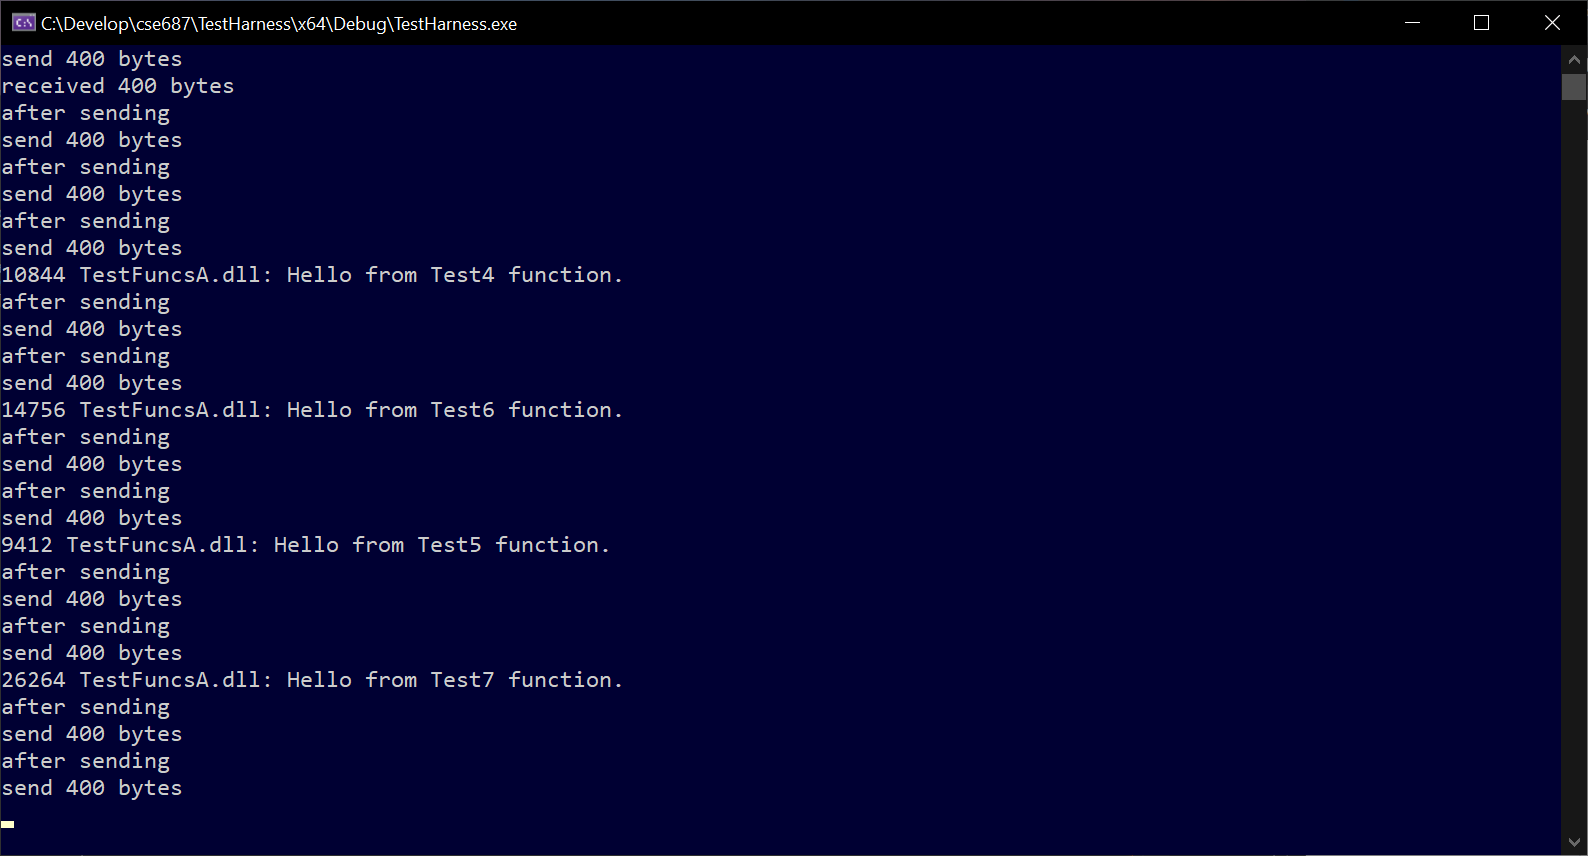 C:\Develop\cse687\TestHarness\x64\Debug\TestHarness.exe
send 400 bytes
received 400 bytes
after sending
send 400 bytes
after sending
send 400 bytes
after sending
send 400 bytes
10844 TestFuncsA.dll: Hello from Test4 function.
after sending
send 400 bytes
after sending
send 400 bytes
14756 TestFuncsA.dll: Hello from Test6 function.
after sending
send 400 bytes
after sending
send 400 bytes
9412 TestFuncsA.dll: Hello from Test5 function.
after sending
send 400 bytes
after sending
send 400 bytes
26264 TestFuncsA.dll: Hello from Test7 function.
after sending
send 400 bytes
after sending
send 400 bytes